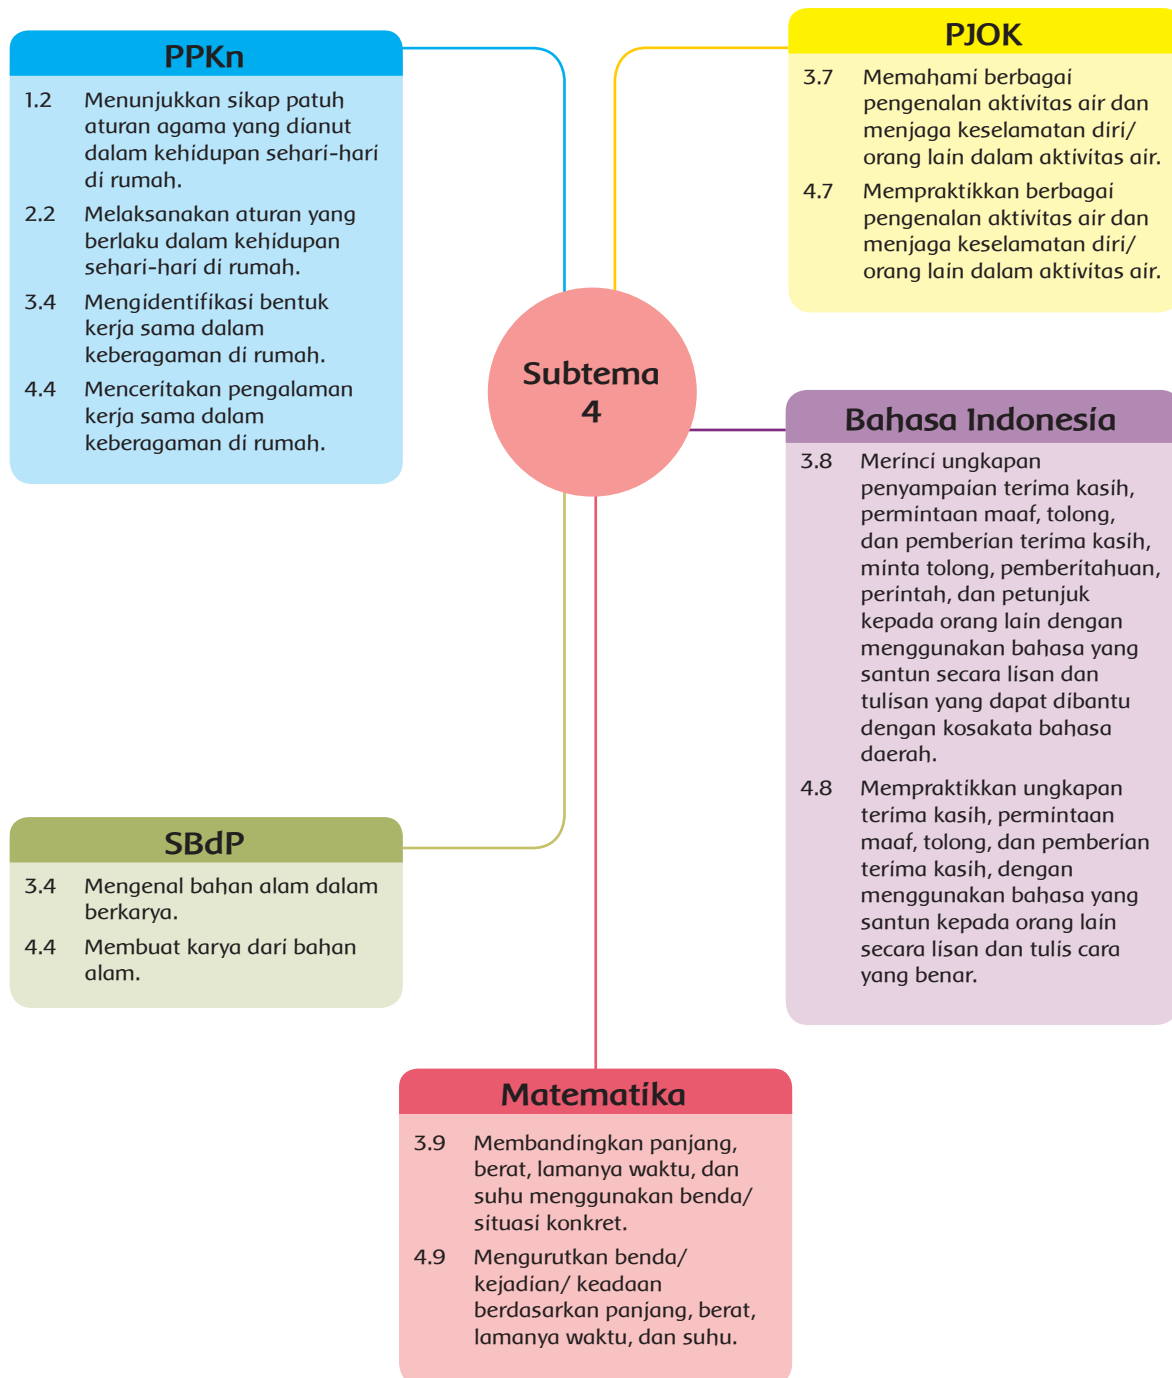 PPKn
1.2 Menunjukkan sikap patuh
aturan agama yang dianut
dalam kehidupan sehari-hari
di rumah.
2.2 Melaksanakan aturan yang
berlaku dalam kehidupan
sehari-hari di rumah.
3.4 Mengidentifikasi bentuk
kerja sama dalam
keberagaman di rumah.
4.4 Menceritakan pengalaman
kerja sama dalam
keberagaman di rumah.
PJOK
3.7 Memahami berbagai
pengenalan aktivitas air dan
menjaga keselamatan diri/
orang lain dalam aktivitas air.
4.7 Mempraktikkan berbagai
pengenalan aktivitas air dan
menjaga keselamatan diri/
orang lain dalam aktivitas air.
Subtema
4
Bahasa Indonesia
3.8 Merinci ungkapan
penyampaian terima kasih,
permintaan maaf, tolong,
dan pemberian terima kasih,
minta tolong, pemberitahuan,
perintah, dan petunjuk
kepada orang lain dengan
menggunakan bahasa yang
santun secara lisan dan
tulisan yang dapat dibantu
dengan kosakata bahasa
daerah.
4.8 Mempraktikkan ungkapan
terima kasih, permintaan
maaf, tolong, dan pemberian
terima kasih, dengan
menggunakan bahasa yang
santun kepada orang lain
secara lisan dan tulis cara
yang benar.
SBdP
3.4 Mengenal bahan alam dalam
berkarya.
4.4 Membuat karya dari bahan
alam.
Matematika
3.9 Membandingkan panjang,
berat, lamanya waktu, dan
suhu menggunakan benda/
situasi konkret.
4.9 Mengurutkan benda/
kejadian/ keadaan
berdasarkan panjang, berat,
lamanya waktu, dan suhu.